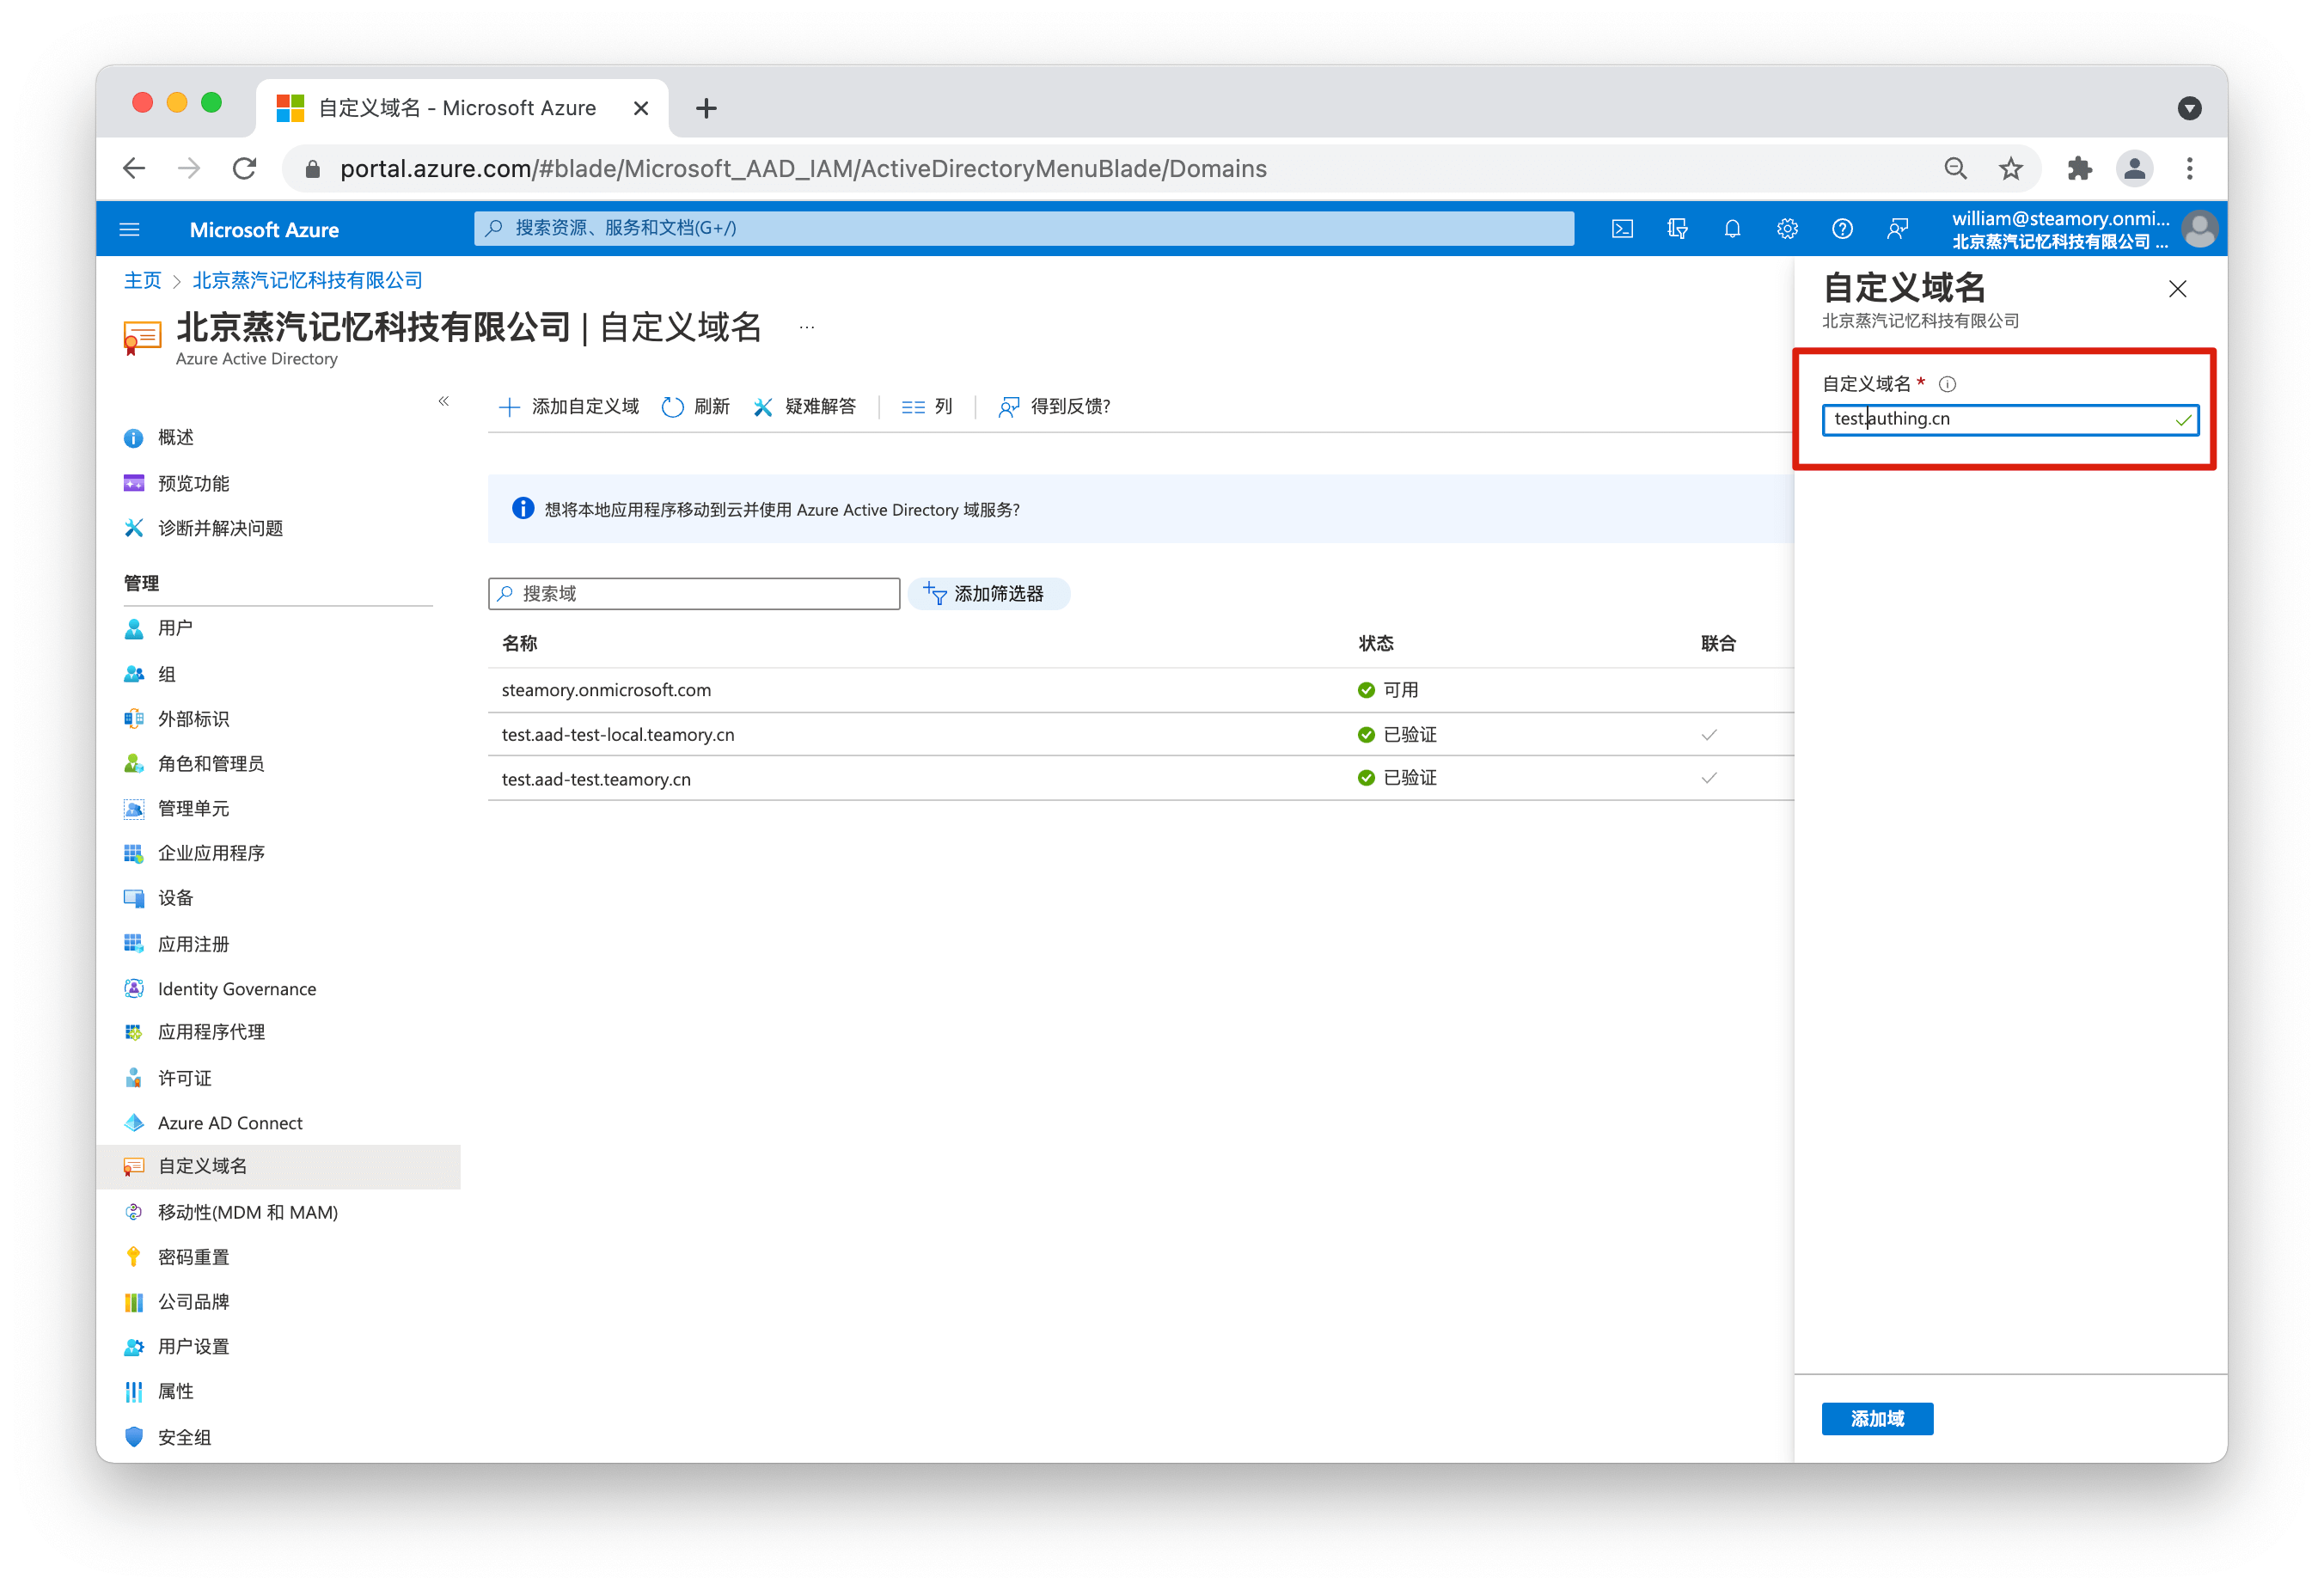 自定义域名 - Microsoft Azure
portal.azure.com/#blade/Microsoft_AAD_IAM/ActiveDirectoryMenuBlade/Domains
Microsoft Azure
搜索资源、服务和文档(G+/)
william@steamory.onmi...
北京蒸汽记忆科技有限公司 ...
主页 > 北京蒸汽记忆科技有限公司
北京蒸汽记忆科技有限公司 | 自定义域名 ...
Azure Active Directory
«
概述
预览功能
诊断并解决问题
管理
用户
组
外部标识
角色和管理员
管理单元
企业应用程序
设备
应用注册
Identity Governance
应用程序代理
许可证
Azure AD Connect
自定义域名
移动性(MDM 和 MAM)
密码重置
公司品牌
用户设置
属性
安全组
添加自定义域 刷新 疑难解答 列 得到反馈?
想将本地应用程序移动到云并使用 Azure Active Directory 域服务?
搜索域
添加筛选器
名称 状态 联合
steamory.onmicrosoft.com 可用
test.aad-test-local.teamory.cn 已验证
test.aad-test.teamory.cn 已验证
自定义域名
北京蒸汽记忆科技有限公司
自定义域名 *
test.authing.cn
添加域